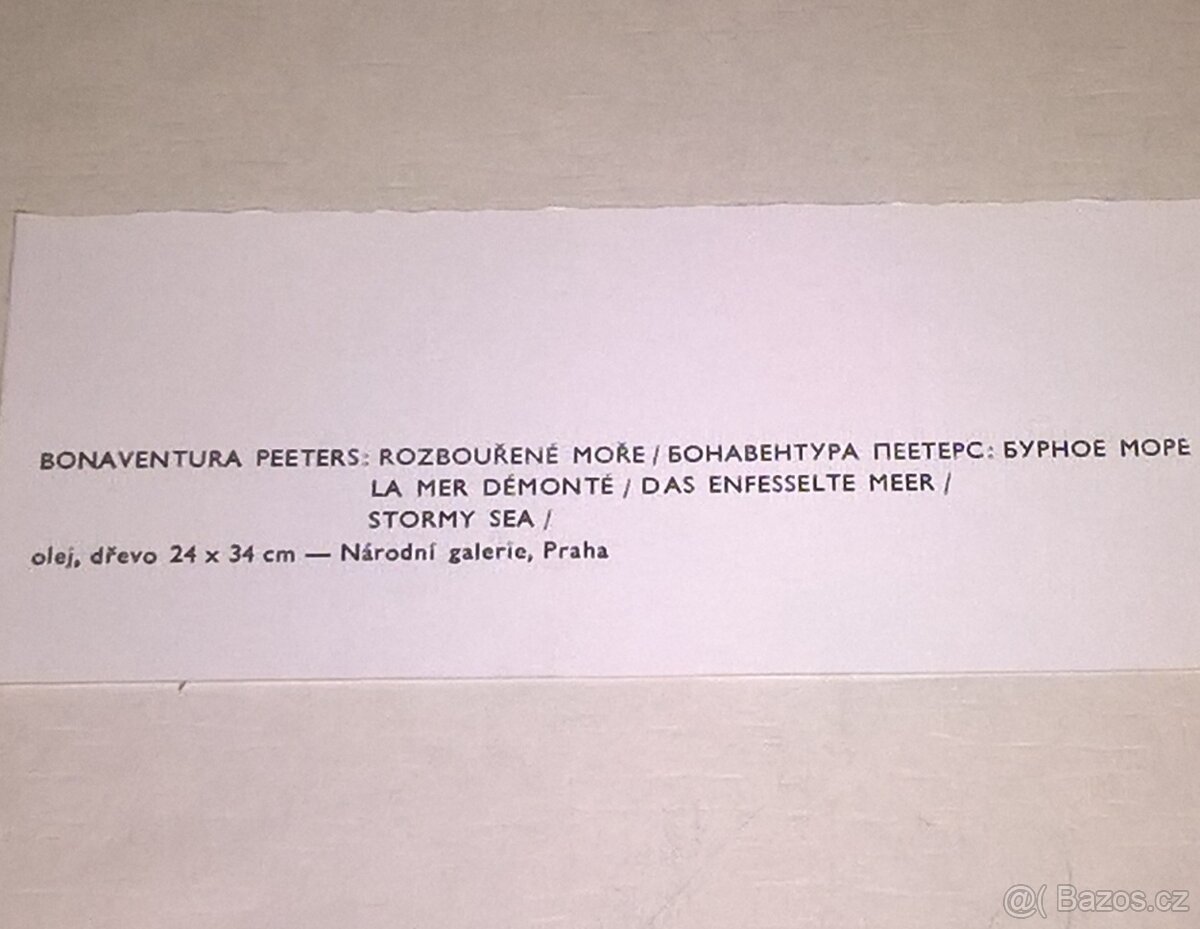 BONAVENTURA PEETERS: ROZBOUŘENÉ MOŘE / БОНАВЕНТУРА ПЕЕТЕРС: БУРНОЕ МОРЕ
LA MER DÉMONTÉ / DAS ENFESSELTE MEER /
STORMY SEA /
olej, dřevo 24 x 34 cm — Národní galerie, Praha
@( Bazos.cz